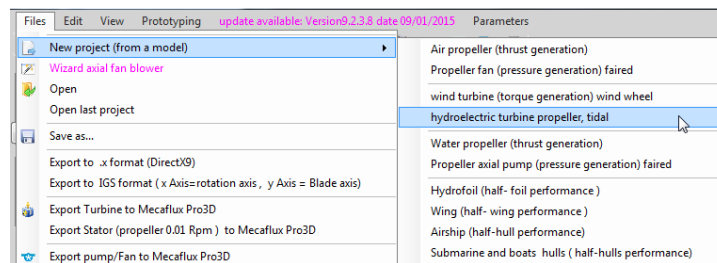 Files Edit View Prototyping update available: Version9.2.3.8 date 09/01/2015 Parameters
New project (from a model)
Wizard axial fan blower
Open
Open last project
Save as...
Export to .x format (DirectX9)
Export to IGS format ( x Axis=rotation axis , y Axis = Blade axis)
Export Turbine to Mecaflux Pro3D
Export Stator (propeller 0.01 Rpm ) to Mecaflux Pro3D
Export pump/Fan to Mecaflux Pro3D
Air propeller (thrust generation)
Propeller fan (pressure generation) faired
wind turbine (torque generation) wind wheel
hydroelectric turbine propeller, tidal
Water propeller (thrust generation)
Propeller axial pump (pressure generation) faired
Hydrofoil (half- foil performance )
Wing (half- wing performance )
Airship (half-hull performance)
Submarine and boats hulls ( half-hulls performance)